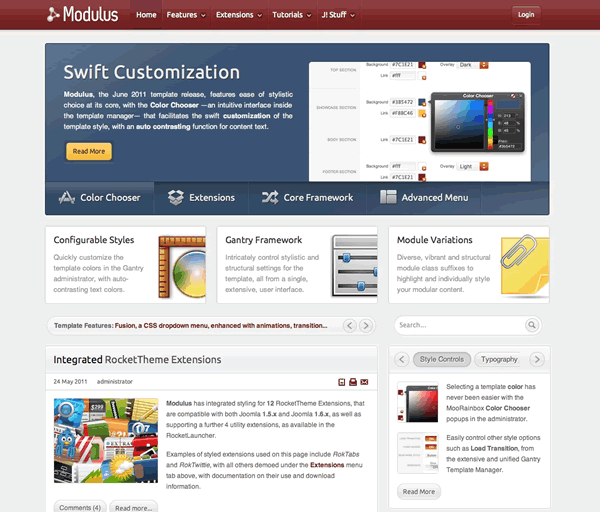 Modulus
Home Features Extensions Tutorials J! Stuff
Login
Swift Customization
Modulus, the June 2011 template release, features ease of stylistic
choice at its core, with the Color Chooser —an intuitive interface inside
the template manager— that facilitates the swift customization of
the template style, with an auto contrasting function for content text.
Read More
TOP SECTION
Background #7C1E21 Overlay Dark
Link #fff
SHOWCASE SECTION
Background #385472
Link #F88C46
BODY SECTION
Link #7C1E21
FOOTER SECTION
Background #fff Overlay Light
Link #7C1E21
Color Chooser
Color Chooser Extensions Core Framework Advanced Menu
Configurable Styles
Quickly customize the
template colors in the Gantry
administrator, with auto-
contrasting text colors.
Gantry Framework
Intricately control stylistic and
structural settings for the
template, all from a single,
extensive, user interface.
Module Variations
Diverse, vibrant and structural
module class suffixes to
highlight and individually style
your modular content.
Template Features: Fusion, a CSS dropdown menu, enhanced with animations, transition...
Search...
Integrated RocketTheme Extensions
24 May 2011 administrator
Modulus has integrated styling for 12 RocketTheme Extensions, that
are compatible with both Joomla 1.5.x and Joomla 1.6.x, as well as
supporting a further 4 utility extensions, as available in the
RocketLauncher.
Examples of styled extensions used on this page include RokTabs
and RokTwittie, with all others demoed under the Extensions menu
tab above, with documentation on their use and download
information.
Comments (4) Read more...
Style Controls Typography
Selecting a template color has
never been easier with the
MooRainbox Color Chooser
popups in the administrator.
Easily control other style options
such as Load Transition, from
the extensive and unified Gantry
Template Manager.
Read More